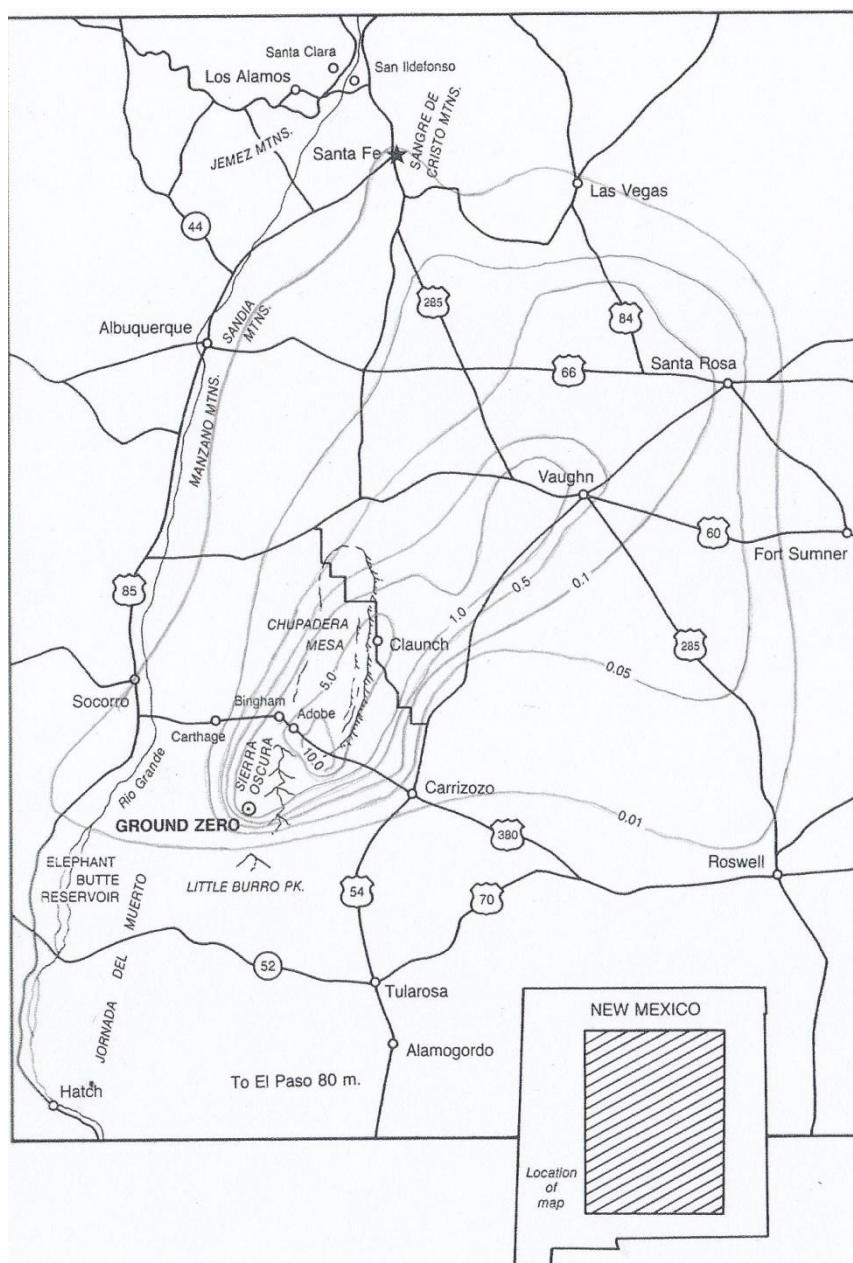 Santa Clara
Los Alamos
San Ildefonso
JEMEZ MTNS.
Santa Fe
SANGRE DE
CRISTO MTNS.
Las Vegas
44
285
84
Albuquerque
SANDIA
MTNS.
66
Santa Rosa
MANZANO MTNS.
Vaughn
60
Fort Sumner
85
1.0
0.5
0.1
CHUPADERA
MESA
Claunch
285
0.05
5.0
Socorro
Bingham
Adobe
Carthage
10.0
Rio Grande
SIERRA
OSCURA
Carrizozo
GROUND ZERO
0.01
380
Roswell
ELEPHANT
BUTTE
RESERVOIR
LITTLE BURRO PK.
54
70
JORNADA DEL MUERTO
52
Tularosa
Alamogordo
To El Paso 80 m.
Hatch
NEW MEXICO
Location
of
map